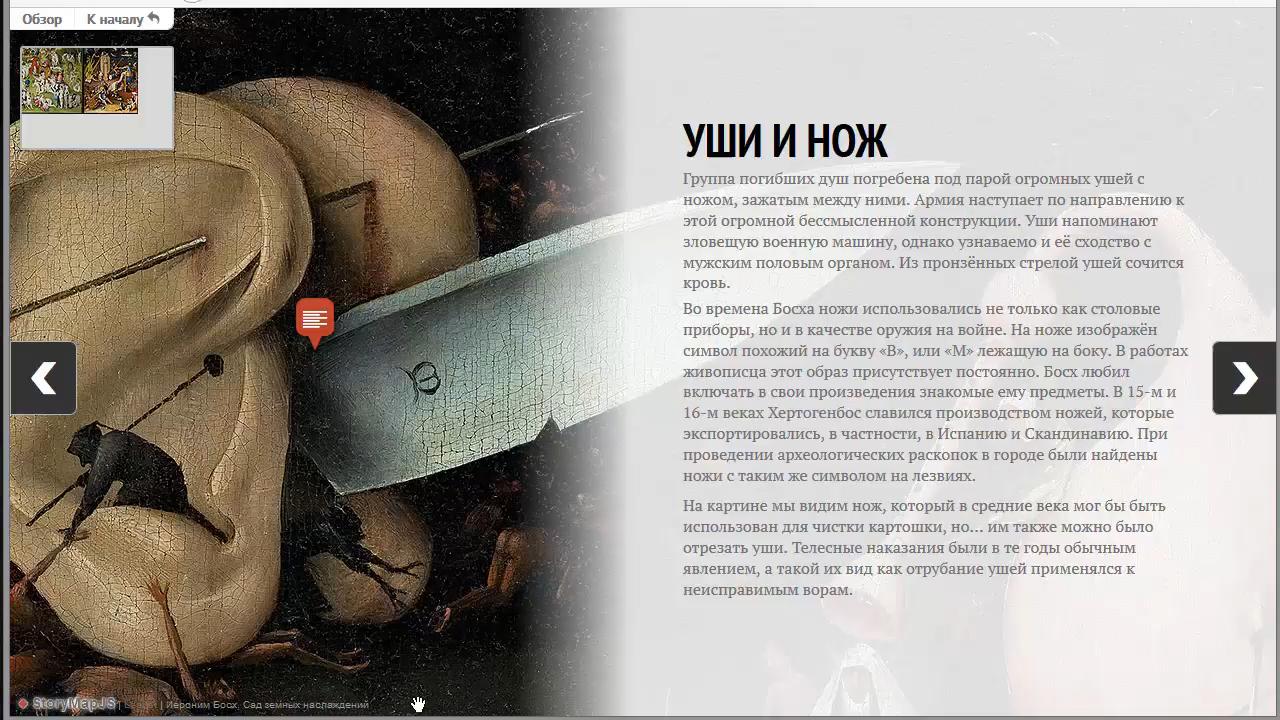 Обзор
К началу
УШИ И НОЖ
Группа погибших душ погребена под парой огромных ушей с
ножом, зажатым между ними. Армия наступает по направлению к
этой огромной бессмысленной конструкции. Уши напоминают
зловещую военную машину, однако узнаваемо и её сходство с
мужским половым органом. Из пронзённых стрелой ушей сочится
кровь.
Во времена Босха ножи использовались не только как столовые
приборы, но и в качестве оружия на войне. На ноже изображён
символ похожий на букву «В», или «М» лежащую на боку. В работах
живописца этот образ присутствует постоянно. Босх любил
включать в свои произведения знакомые ему предметы. В 15-м и
16-м веках Хертогенбос славился производством ножей, которые
экспортировались, в частности, в Испанию и Скандинавию. При
проведении археологических раскопок в городе были найдены
ножи с таким же символом на лезвиях.
На картине мы видим нож, который в средние века мог бы быть
использован для чистки картошки, но... им также можно было
отрезать уши. Телесные наказания были в те годы обычным
явлением, а такой их вид как отрубание ушей применялся к
неисправимым ворам.
StoryMapJS | Leaflet | Иероним Босх. Сад земных наслаждений